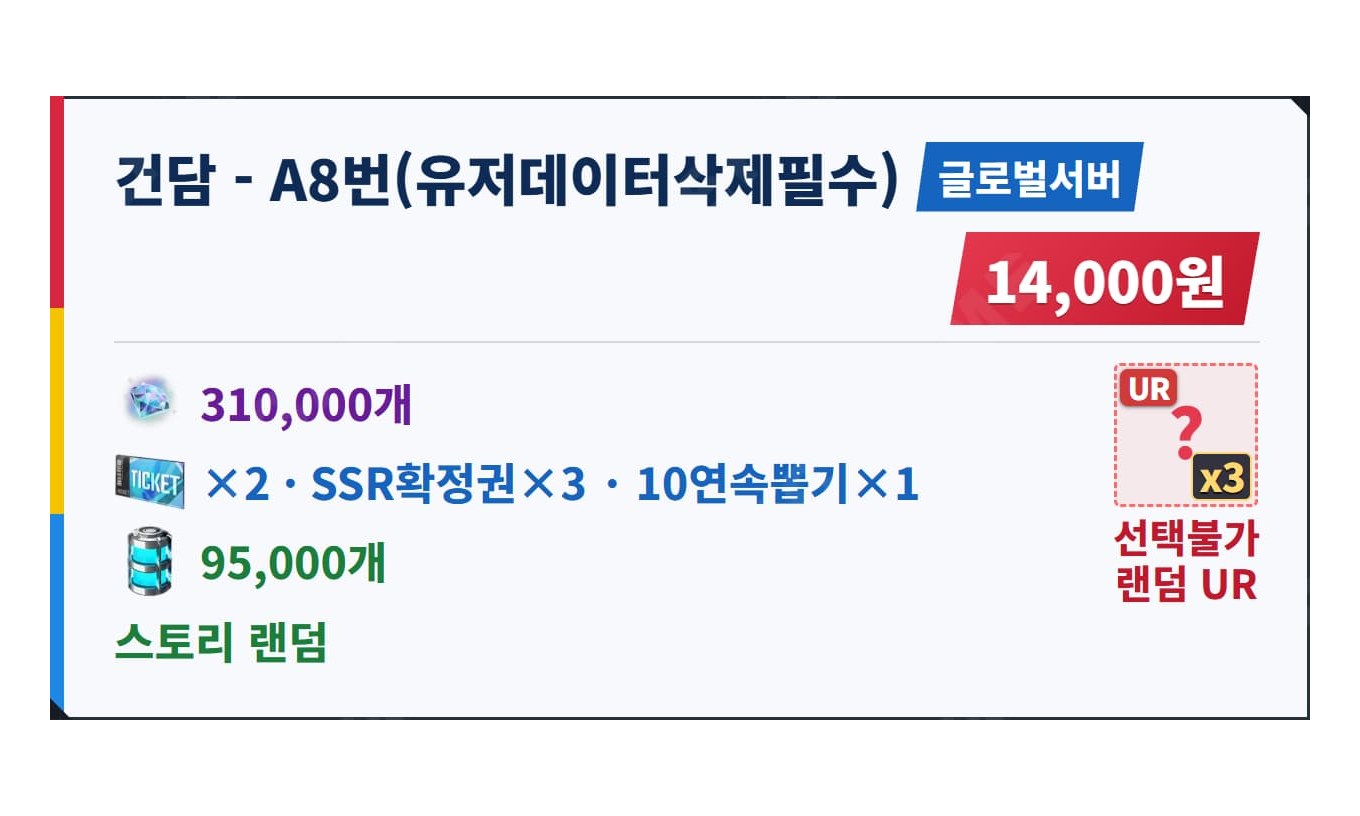 건담 - A8번(유저데이터삭제필수) 글로벌서버
14,000원
310,000개
TICKET ×2 · SSR확정권×3 · 10연속뽑기×1
95,000개
스토리 랜덤
UR
?
x3
선택불가
랜덤 UR